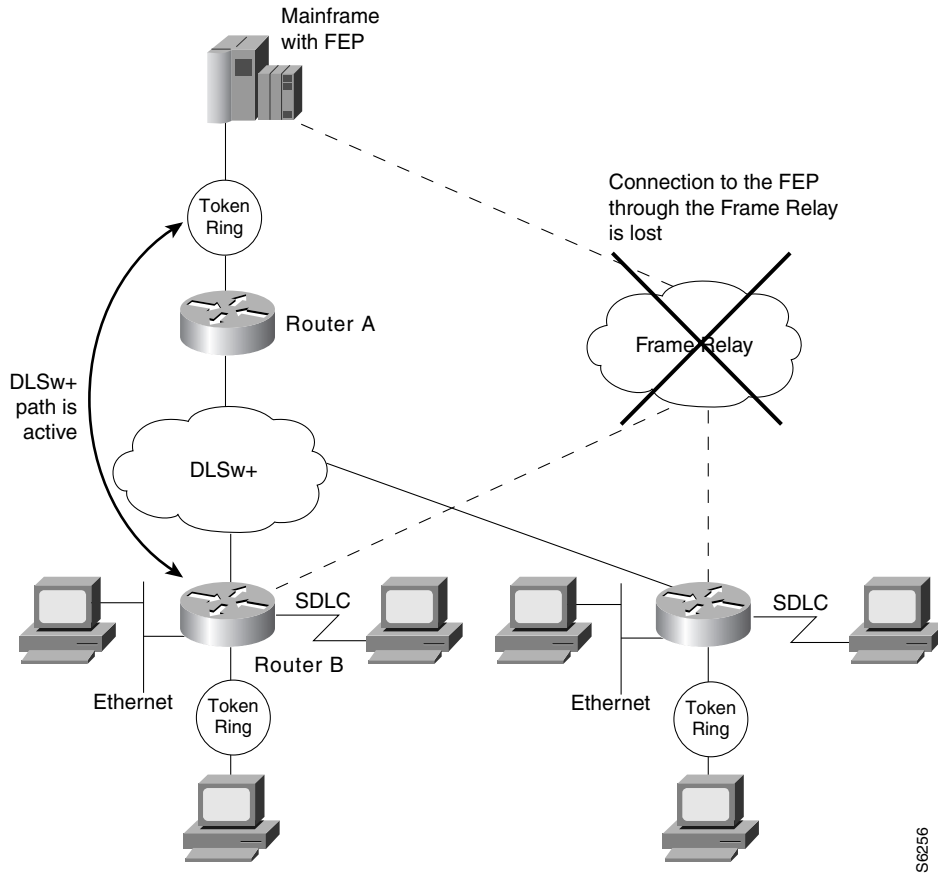 Mainframe
with FEP
Connection to the FEP
through the Frame Relay
is lost
Token
Ring
Router A
Frame Relay
DLSw+
path is
active
DLSw+
SDLC
SDLC
Router B
Ethernet
Ethernet
Token
Ring
Token
Ring
S6256